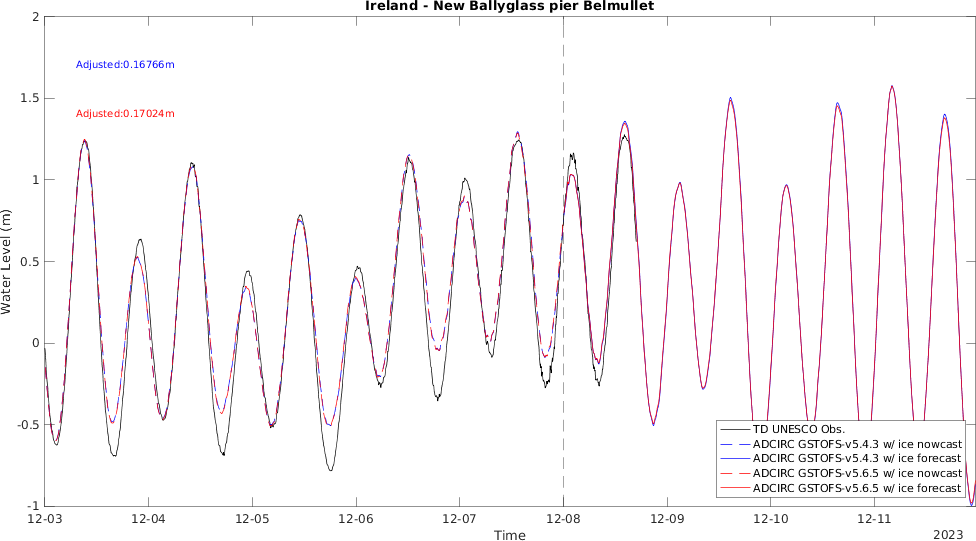 Ireland - New Ballyglass pier Belmullet
2
Adjusted:0.16766m
1.5
Adjusted:0.17024m
1
0.5
0
-0.5
-1
Water Level (m)
TD UNESCO Obs.
ADCIRC GSTOFS-v5.4.3 w/ ice nowcast
ADCIRC GSTOFS-v5.4.3 w/ ice forecast
ADCIRC GSTOFS-v5.6.5 w/ ice nowcast
ADCIRC GSTOFS-v5.6.5 w/ ice forecast
12-03 12-04 12-05 12-06 12-07 12-08 12-09 12-10 12-11
Time
2023